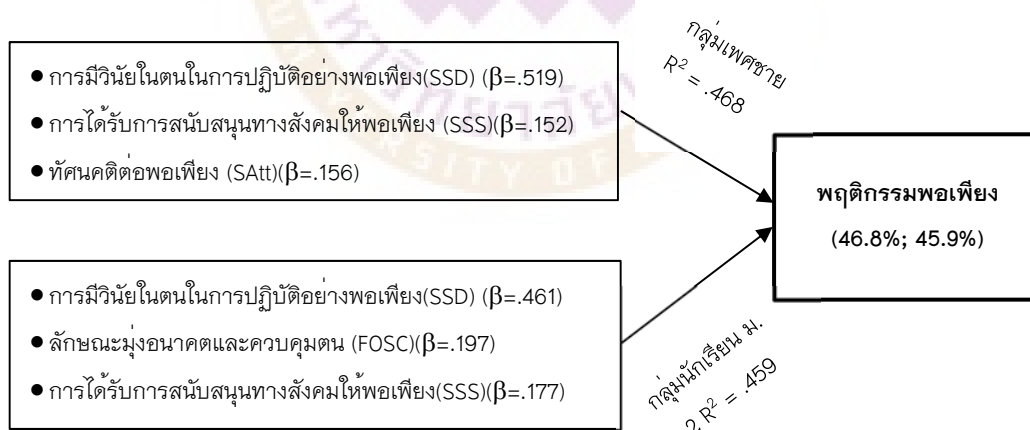 กลุ่มเพศชาย
R² = .468
● การมีวินัยในตนในการปฏิบัติอย่างพอเพียง(SSD) (β=.519)
● การได้รับการสนับสนุนทางสังคมให้พอเพียง (SSS)(β=.152)
● ทัศนคติต่อพอเพียง (SAtt)(β=.156)
พฤติกรรมพอเพียง
(46.8%; 45.9%)
● การมีวินัยในตนในการปฏิบัติอย่างพอเพียง(SSD) (β=.461)
● ลักษณะมุ่งอนาคตและควบคุมตน (FOSC)(β=.197)
● การได้รับการสนับสนุนทางสังคมให้พอเพียง(SSS)(β=.177)
กลุ่มนักเรียน ม.
2 R² = .459